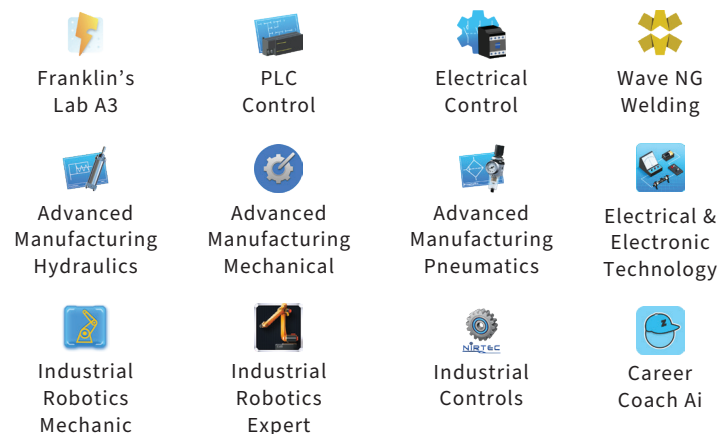 Franklin’s
Lab A3
PLC
Control
Electrical
Control
Wave NG
Welding
Advanced
Manufacturing
Hydraulics
Advanced
Manufacturing
Mechanical
Advanced
Manufacturing
Pneumatics
Electrical &
Electronic
Technology
Industrial
Robotics
Mechanic
Industrial
Robotics
Expert
NIRTEC
Industrial
Controls
Z
Career
Coach Ai